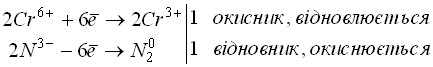 2Cr⁶⁺ + 6ē → 2Cr³⁺ | 1 окисник, відновлюється
2N³⁻ − 6ē → N₂⁰ | 1 відновник, окиснюється